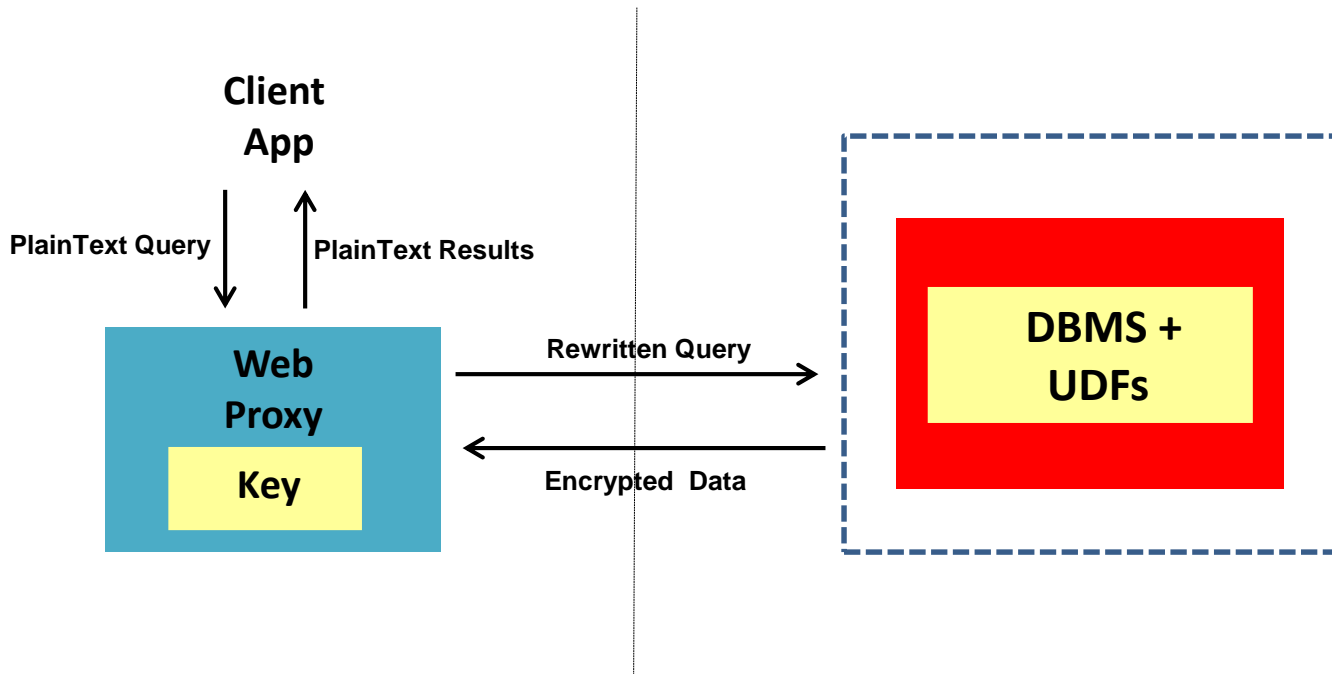 Client
App
PlainText Query
PlainText Results
Web
Proxy
Key
Rewritten Query
Encrypted Data
DBMS +
UDFs